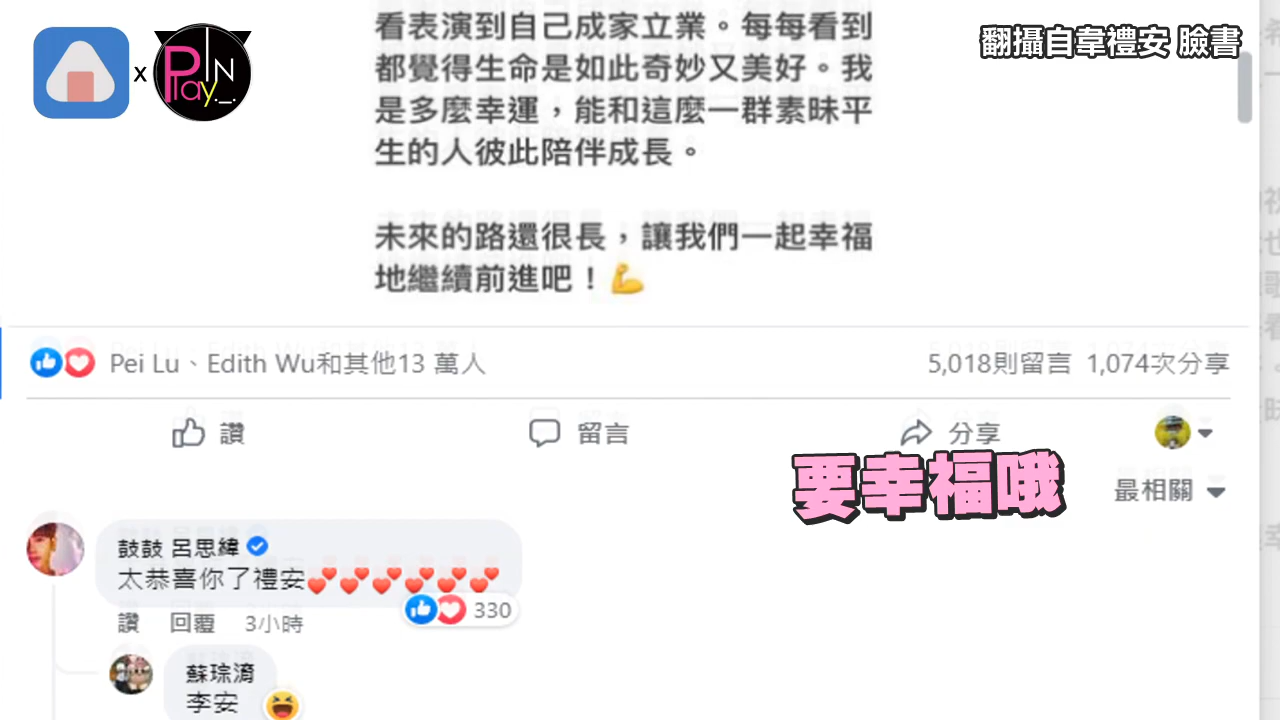 x
Play IN
翻攝自韋禮安 臉書
看表演到自己成家立業。每每看到
都覺得生命是如此奇妙又美好。我
是多麼幸運，能和這麼一群素昧平
生的人彼此陪伴成長。
未來的路還很長，讓我們一起幸福
地繼續前進吧！💪
Pei Lu、Edith Wu和其他13 萬人
5,018則留言 1,074次分享
讚 留言 分享
要幸福哦
最相關
鼓鼓 呂思緯
太恭喜你了禮安💕💕💕💕💕💕
330
讚 回覆 3小時
蘇琮淯
李安